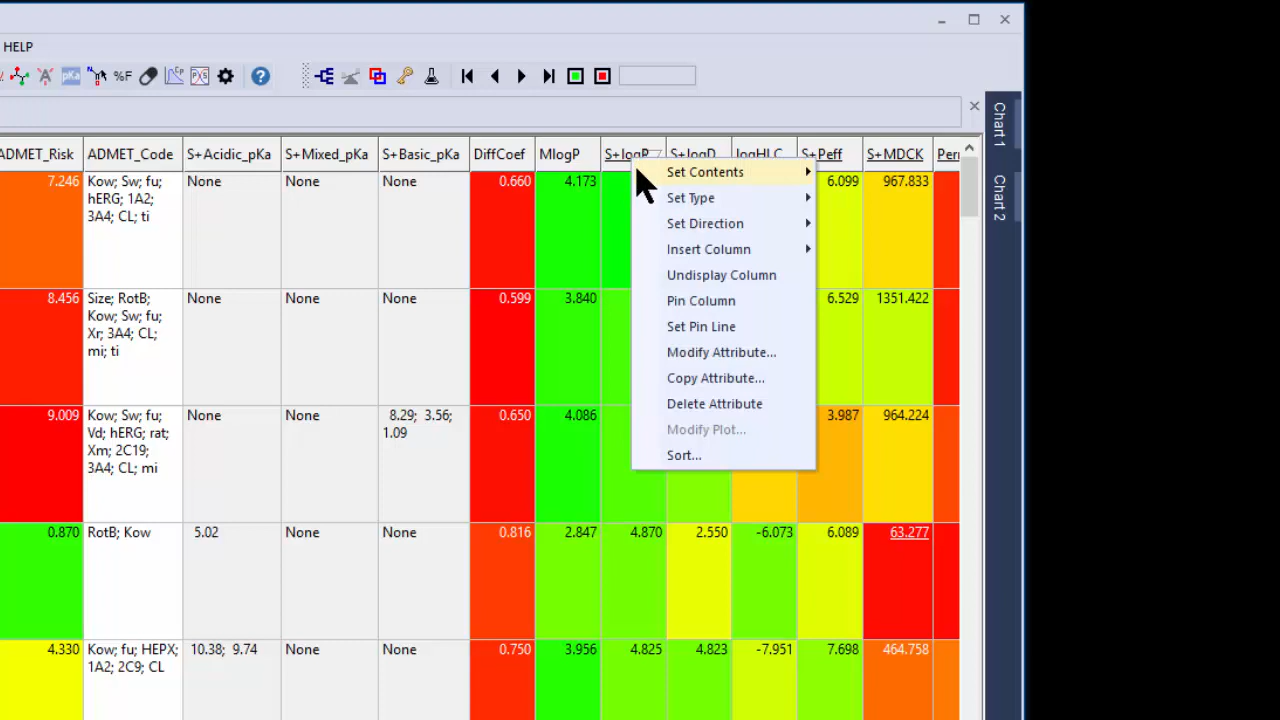 HELP
pKa %F
Chart 1
Chart 2
ADMET_Risk ADMET_Code S+Acidic_pKa S+Mixed_pKa S+Basic_pKa DiffCoef MlogP S+logP S+logD logHLC S+Peff S+MDCK
7.246 Kow; Sw; fu; None None None 0.660 4.173 6.099 967.833
hERG; 1A2;
3A4; CL; ti
8.456 Size; RotB; None None None 0.599 3.840 6.529 1351.422
Kow; Sw; fu;
Xr; 3A4; CL;
mi; ti
9.009 Kow; Sw; fu; None None 8.29; 3.56; 0.650 4.086 3.987 964.224
Vd; hERG; rat; 1.09
Xm; 2C19;
3A4; CL; mi
0.870 RotB; Kow 5.02 None None 0.816 2.847 4.870 2.550 -6.073 6.089 63.277
4.330 Kow; fu; HEPX; 10.38; 9.74 None None 0.750 3.956 4.825 4.823 -7.951 7.698 464.758
1A2; 2C9; CL
Set Contents
Set Type
Set Direction
Insert Column
Undisplay Column
Pin Column
Set Pin Line
Modify Attribute...
Copy Attribute...
Delete Attribute
Modify Plot...
Sort...